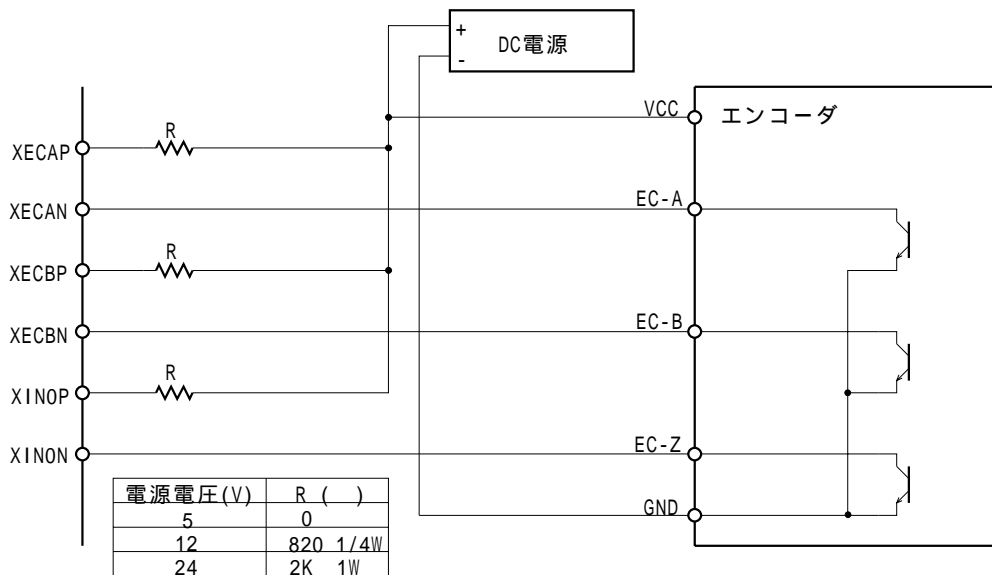 +
DC電源
-
VCC
エンコーダ
R
XECAP
XECAN
EC-A
R
XECBP
XECBN
EC-B
R
XINOP
XINON
EC-Z
GND
電源電圧(V) R ( )
5 0
12 820 1/4W
24 2K 1W